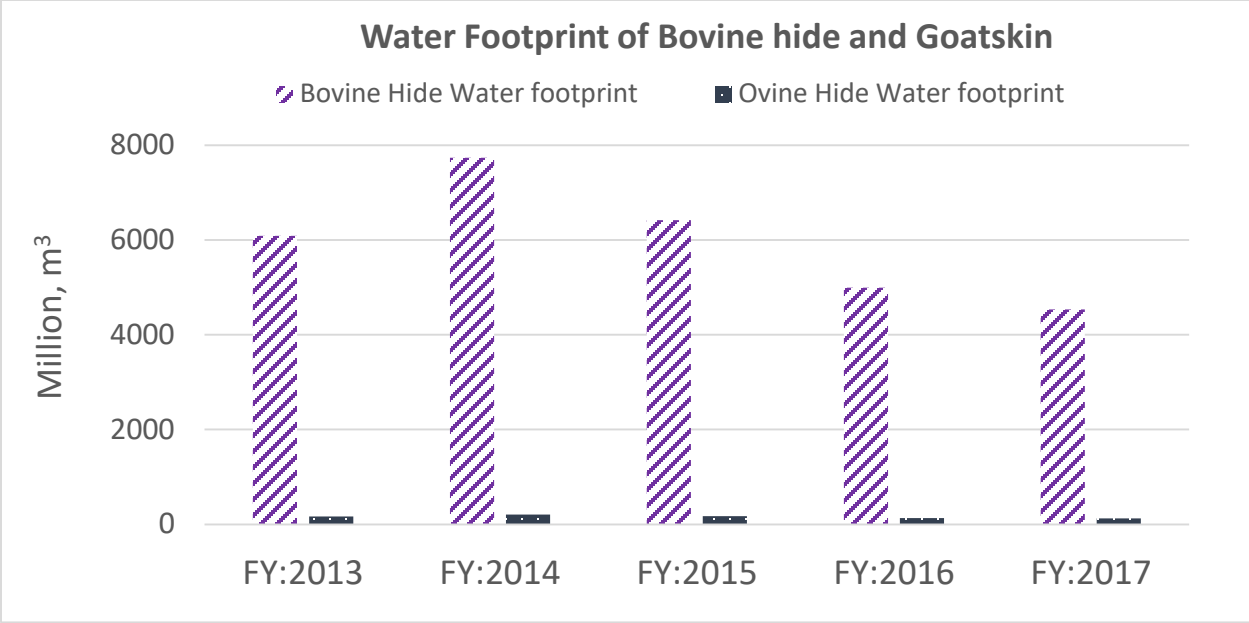 Water Footprint of Bovine hide and Goatskin
Bovine Hide Water footprint
Ovine Hide Water footprint
Million, m³
8000
6000
4000
2000
0
FY:2013
FY:2014
FY:2015
FY:2016
FY:2017